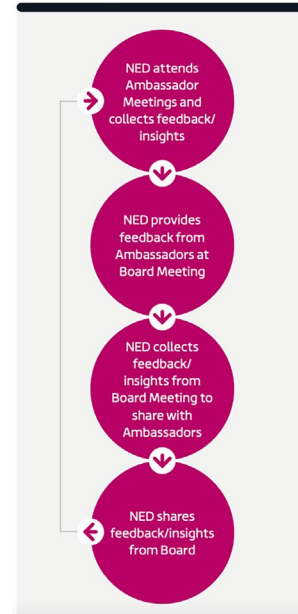 NED attends
Ambassador
Meetings and
collects feedback/
insights
NED provides
feedback from
Ambassadors at
Board Meeting
NED collects
feedback/
insights from
Board Meeting to
share with
Ambassadors
NED shares
feedback/insights
from Board